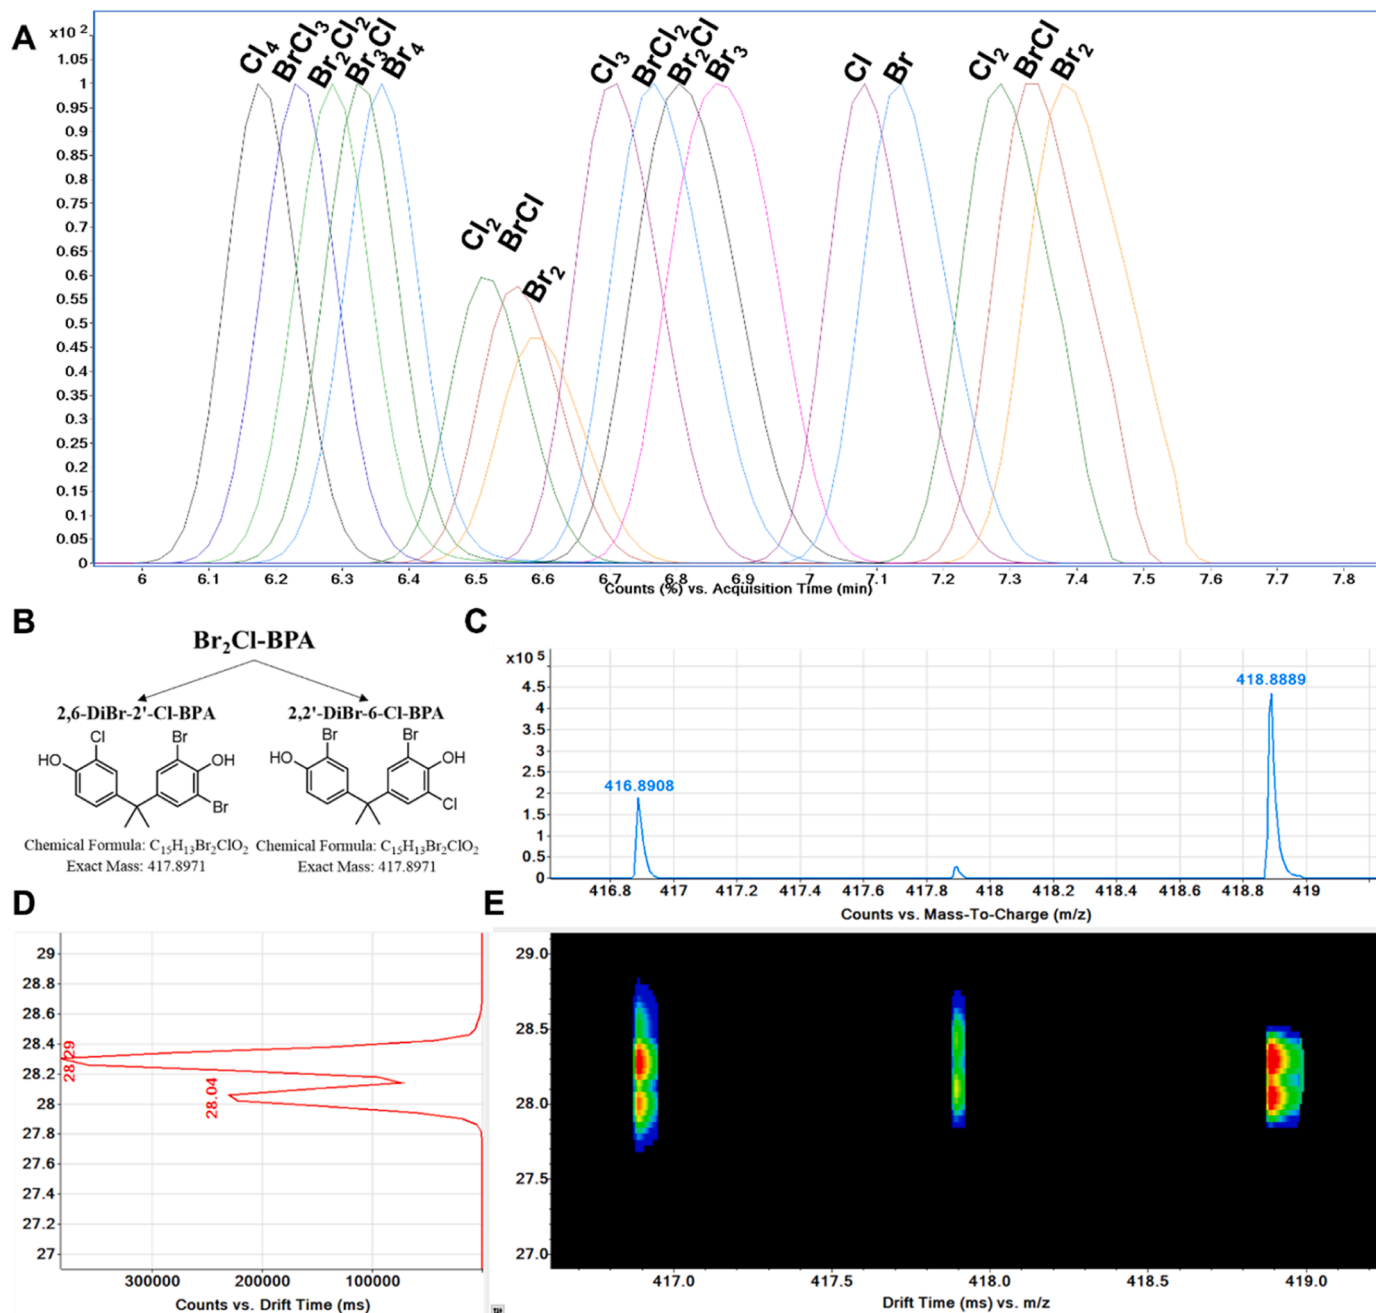 A
x10²
Cl₄
BrCl₃
Br₂Cl₂
Br₃Cl
Br₄
Cl₂
BrCl
Br₂
Cl₃
BrCl₂
Br₂Cl
Br₃
Cl
Br
Cl₂
BrCl
Br₂
1.05
1
0.95
0.9
0.85
0.8
0.75
0.7
0.65
0.6
0.55
0.5
0.45
0.4
0.35
0.3
0.25
0.2
0.15
0.1
0.05
0
6 6.1 6.2 6.3 6.4 6.5 6.6 6.7 6.8 6.9 7 7.1 7.2 7.3 7.4 7.5 7.6 7.7 7.8
Counts (%) vs. Acquisition Time (min)
B
Br₂Cl-BPA
2,6-DiBr-2'-Cl-BPA
2,2'-DiBr-6-Cl-BPA
Cl
Br
HO
OH
Br
Br
Br
HO
OH
Cl
Chemical Formula: C₁₅H₁₃Br₂ClO₂
Exact Mass: 417.8971
Chemical Formula: C₁₅H₁₃Br₂ClO₂
Exact Mass: 417.8971
C
x10⁵
4.5
4
3.5
3
2.5
2
1.5
1
0.5
0
416.8908
418.8889
416.8 417 417.2 417.4 417.6 417.8 418 418.2 418.4 418.6 418.8 419
Counts vs. Mass-To-Charge (m/z)
D
29
28.8
28.6
28.4
28.2
28
27.8
27.6
27.4
27.2
27
28.29
28.04
300000 200000 100000
Counts vs. Drift Time (ms)
E
29.0
28.5
28.0
27.5
27.0
417.0 417.5 418.0 418.5 419.0
Drift Time (ms) vs. m/z